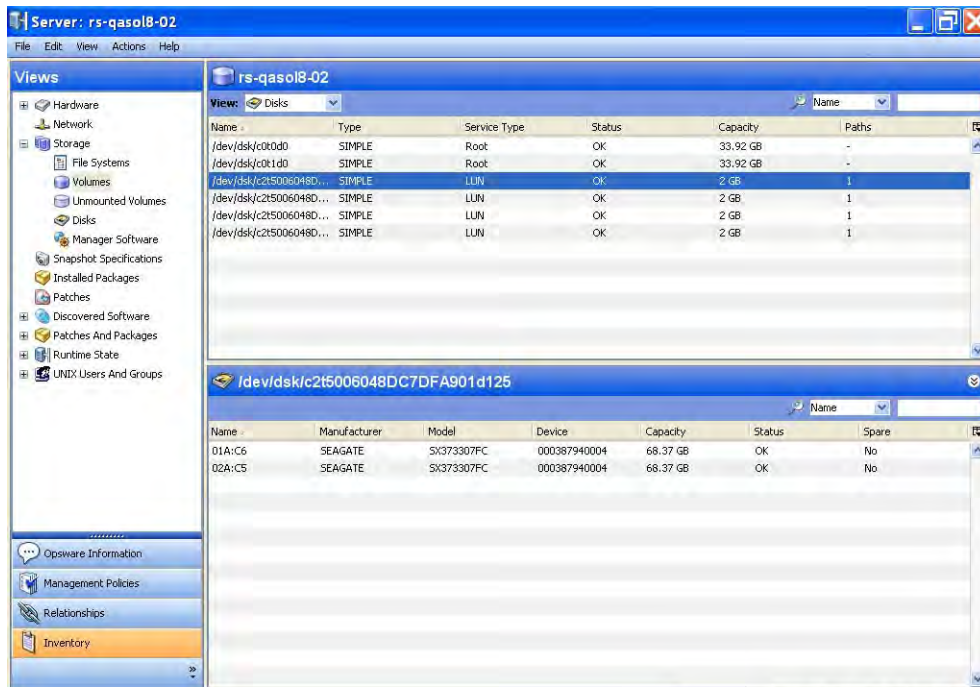 Server: rs-qasol8-02
File Edit View Actions Help
Views
Hardware
Network
Storage
File Systems
Volumes
Unmounted Volumes
Disks
Manager Software
Snapshot Specifications
Installed Packages
Patches
Discovered Software
Patches And Packages
Runtime State
UNIX Users And Groups
Opsware Information
Management Policies
Relationships
Inventory
rs-qasol8-02
View: Disks Name
Name Type Service Type Status Capacity Paths
/dev/dsk/c0t0d0 SIMPLE Root OK 33.92 GB -
/dev/dsk/c0t1d0 SIMPLE Root OK 33.92 GB -
/dev/dsk/c2t5006048D... SIMPLE LUN OK 2 GB 1
/dev/dsk/c2t5006048D... SIMPLE LUN OK 2 GB 1
/dev/dsk/c2t5006048D... SIMPLE LUN OK 2 GB 1
/dev/dsk/c2t5006048D... SIMPLE LUN OK 2 GB 1
/dev/dsk/c2t5006048DC7DFA901d125
Name
Name Manufacturer Model Device Capacity Status Spare
01A:C6 SEAGATE SX373307FC 000387940004 68.37 GB OK No
02A:C5 SEAGATE SX373307FC 000387940004 68.37 GB OK No